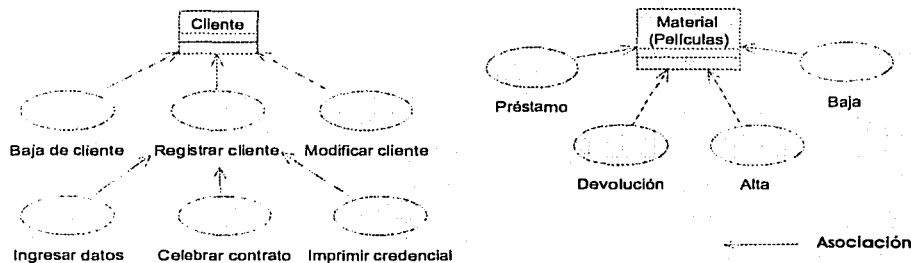 Cliente
Baja de cliente
Registrar cliente
Modificar cliente
Ingresar datos
Celebrar contrato
Imprimir credencial
Material
(Películas)
Préstamo
Baja
Devolución
Alta
Asociación